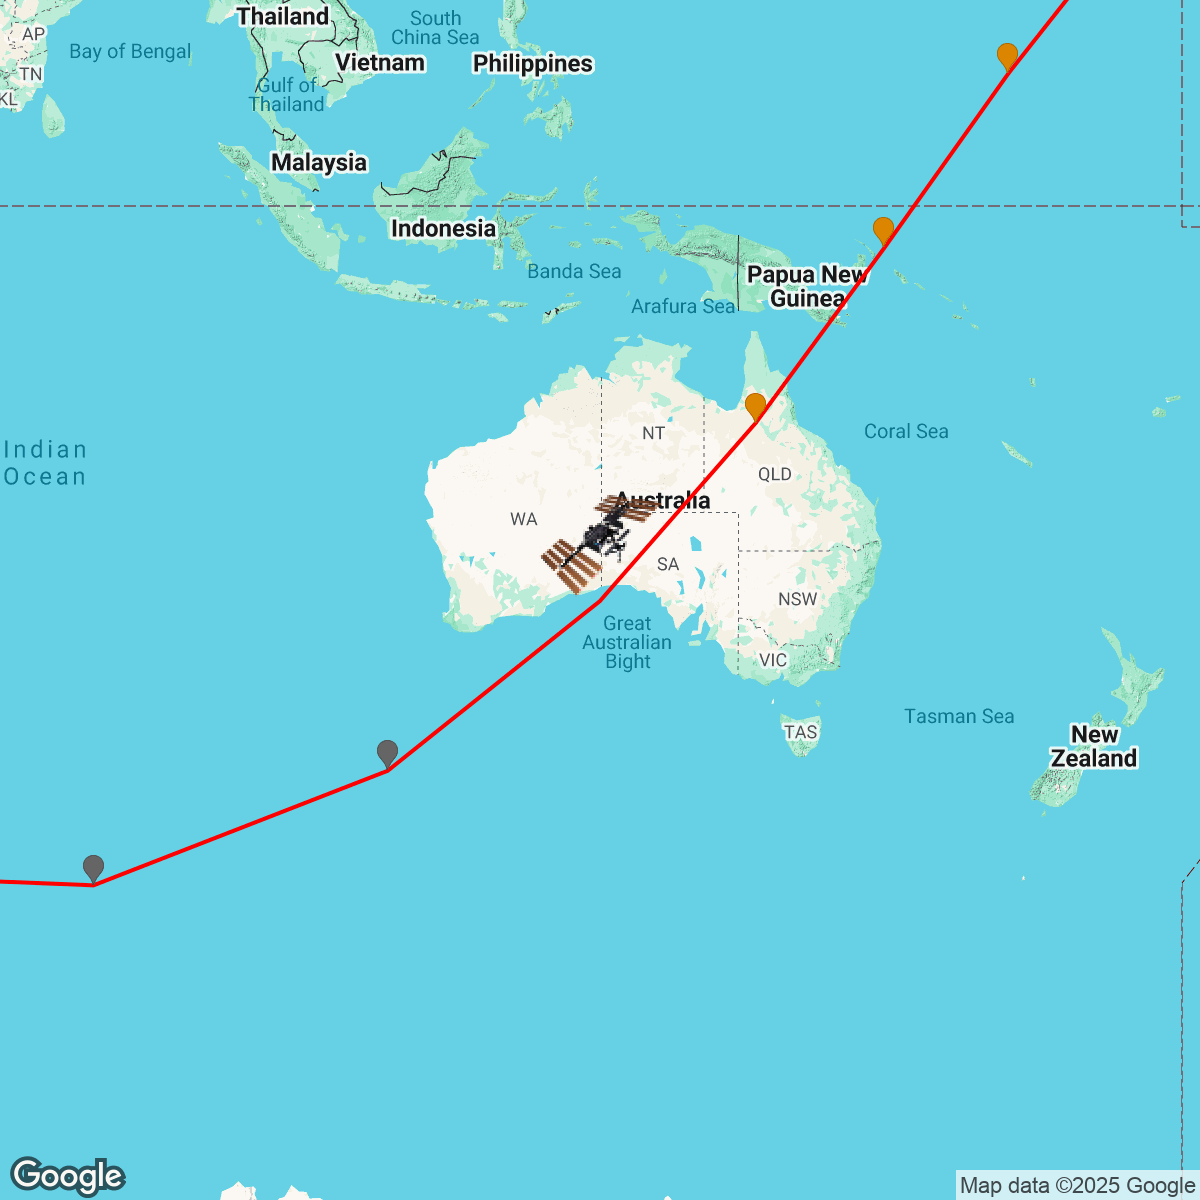 Thailand
South
China Sea
AP
Bay of Bengal
Vietnam
Philippines
TN
Gulf of
Thailand
KL
Malaysia
Indonesia
Banda Sea
Papua New
Guinea
Arafura Sea
Indian
Ocean
NT
Coral Sea
QLD
Australia
WA
SA
NSW
Great
Australian
Bight
VIC
Tasman Sea
TAS
New
Zealand
Google
Map data ©2025 Google